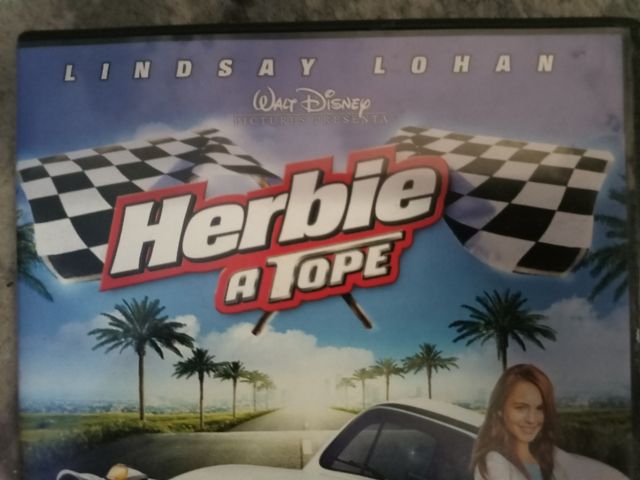 LINDSAY LOHAN
WALT DISNEY
PICTURES PRESENTA
Herbie
A TOPE